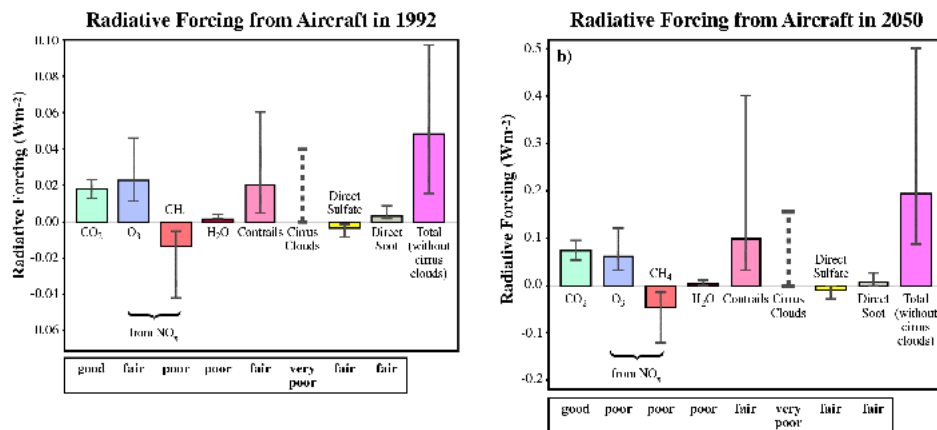 Radiative Forcing from Aircraft in 1992
Radiative Forcing (Wm-2)
0.10
0.08
0.06
0.04
0.02
0.00
-0.02
-0.04
0.06
CO2
O3
CH
H2O
Contrails
Cirrus
Clouds
Direct
Sulfate
Direct
Soot
Total
(without
cirrus
clouds)
from NOx
good fair poor poor fair very poor fair fair
Radiative Forcing from Aircraft in 2050
b)
Radiative Forcing (Wm-2)
0.5
0.4
0.3
0.2
0.1
0.0
-0.1
-0.2
CO2
O3
CH4
H2O
Contrails
Cirrus
Clouds
Direct
Sulfate
Direct
Soot
Total
(without
cirrus
clouds)
from NOx
good poor poor poor fair very poor fair fair